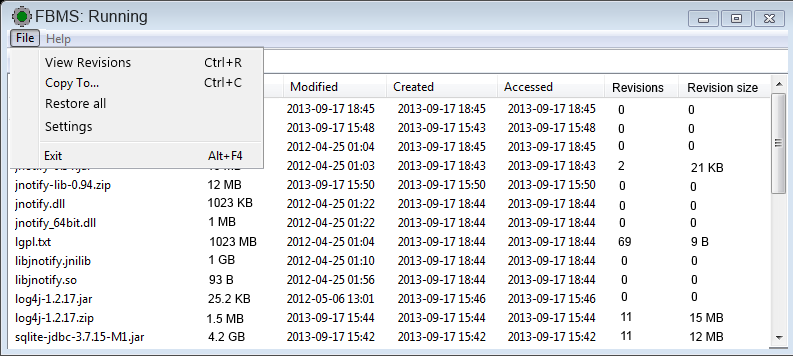 FBMS: Running
File Help
View Revisions Ctrl+R
Copy To... Ctrl+C
Restore all
Settings
Exit Alt+F4
Modified Created Accessed Revisions Revision size
2013-09-17 18:45 2013-09-17 18:45 2013-09-17 18:45 0 0
2013-09-17 15:48 2013-09-17 15:43 2013-09-17 15:48 0 0
2012-04-25 01:04 2013-09-17 18:45 2013-09-17 18:45 0 0
2012-04-25 01:03 2013-09-17 18:43 2013-09-17 18:43 2 21 KB
jnotify-lib-0.94.zip 12 MB 2013-09-17 15:50 2013-09-17 15:50 2013-09-17 15:50 0 0
jnotify.dll 1023 KB 2012-04-25 01:22 2013-09-17 18:44 2013-09-17 18:44 0 0
jnotify_64bit.dll 1 MB 2012-04-25 01:22 2013-09-17 18:44 2013-09-17 18:44 0 0
lgpl.txt 1023 MB 2012-04-25 01:04 2013-09-17 18:44 2013-09-17 18:44 69 9 B
libjnotify.jnilib 1 GB 2012-04-25 01:10 2013-09-17 18:44 2013-09-17 18:44 0 0
libjnotify.so 93 B 2012-04-25 01:56 2013-09-17 18:44 2013-09-17 18:44 0 0
log4j-1.2.17.jar 25.2 KB 2012-05-06 13:01 2013-09-17 15:46 2013-09-17 15:46 0 0
log4j-1.2.17.zip 1.5 MB 2013-09-17 15:44 2013-09-17 15:44 2013-09-17 15:44 11 15 MB
sqlite-jdbc-3.7.15-M1.jar 4.2 GB 2013-09-17 15:42 2013-09-17 15:42 2013-09-17 15:42 11 12 MB